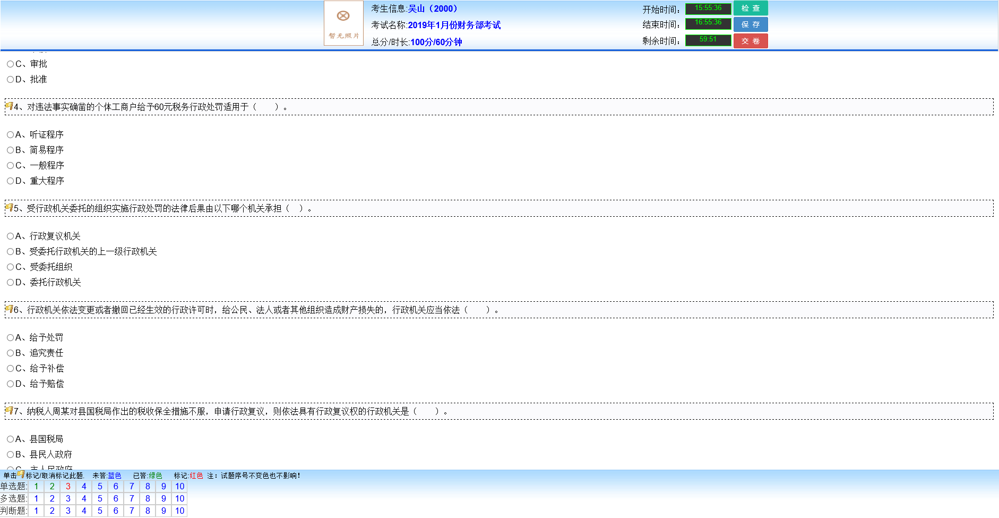 暂无照片
考生信息:吴山（2000）
考试名称:2019年1月份财务部考试
总分/时长:100分/60分钟
开始时间： 15:55:36 检 查
结束时间： 16:55:36 保 存
剩余时间： 59:51 交 卷
C、审批
D、批准
4、对违法事实确凿的个体工商户给予60元税务行政处罚适用于（　　）。
A、听证程序
B、简易程序
C、一般程序
D、重大程序
5、受行政机关委托的组织实施行政处罚的法律后果由以下哪个机关承担（　）。
A、行政复议机关
B、受委托行政机关的上一级行政机关
C、受委托组织
D、委托行政机关
6、行政机关依法变更或者撤回已经生效的行政许可时，给公民、法人或者其他组织造成财产损失的，行政机关应当依法（　　）。
A、给予处罚
B、追究责任
C、给予补偿
D、给予赔偿
7、纳税人周某对县国税局作出的税收保全措施不服，申请行政复议，则依法具有行政复议权的行政机关是（　　）。
A、县国税局
B、县民人政府
C、市人民政府
单击标记/取消标记此题. 未答:蓝色 已答:绿色 标记:红色 注：试题序号不变色也不影响！
单选题: 1 2 3 4 5 6 7 8 9 10
多选题: 1 2 3 4 5 6 7 8 9 10
判断题: 1 2 3 4 5 6 7 8 9 10